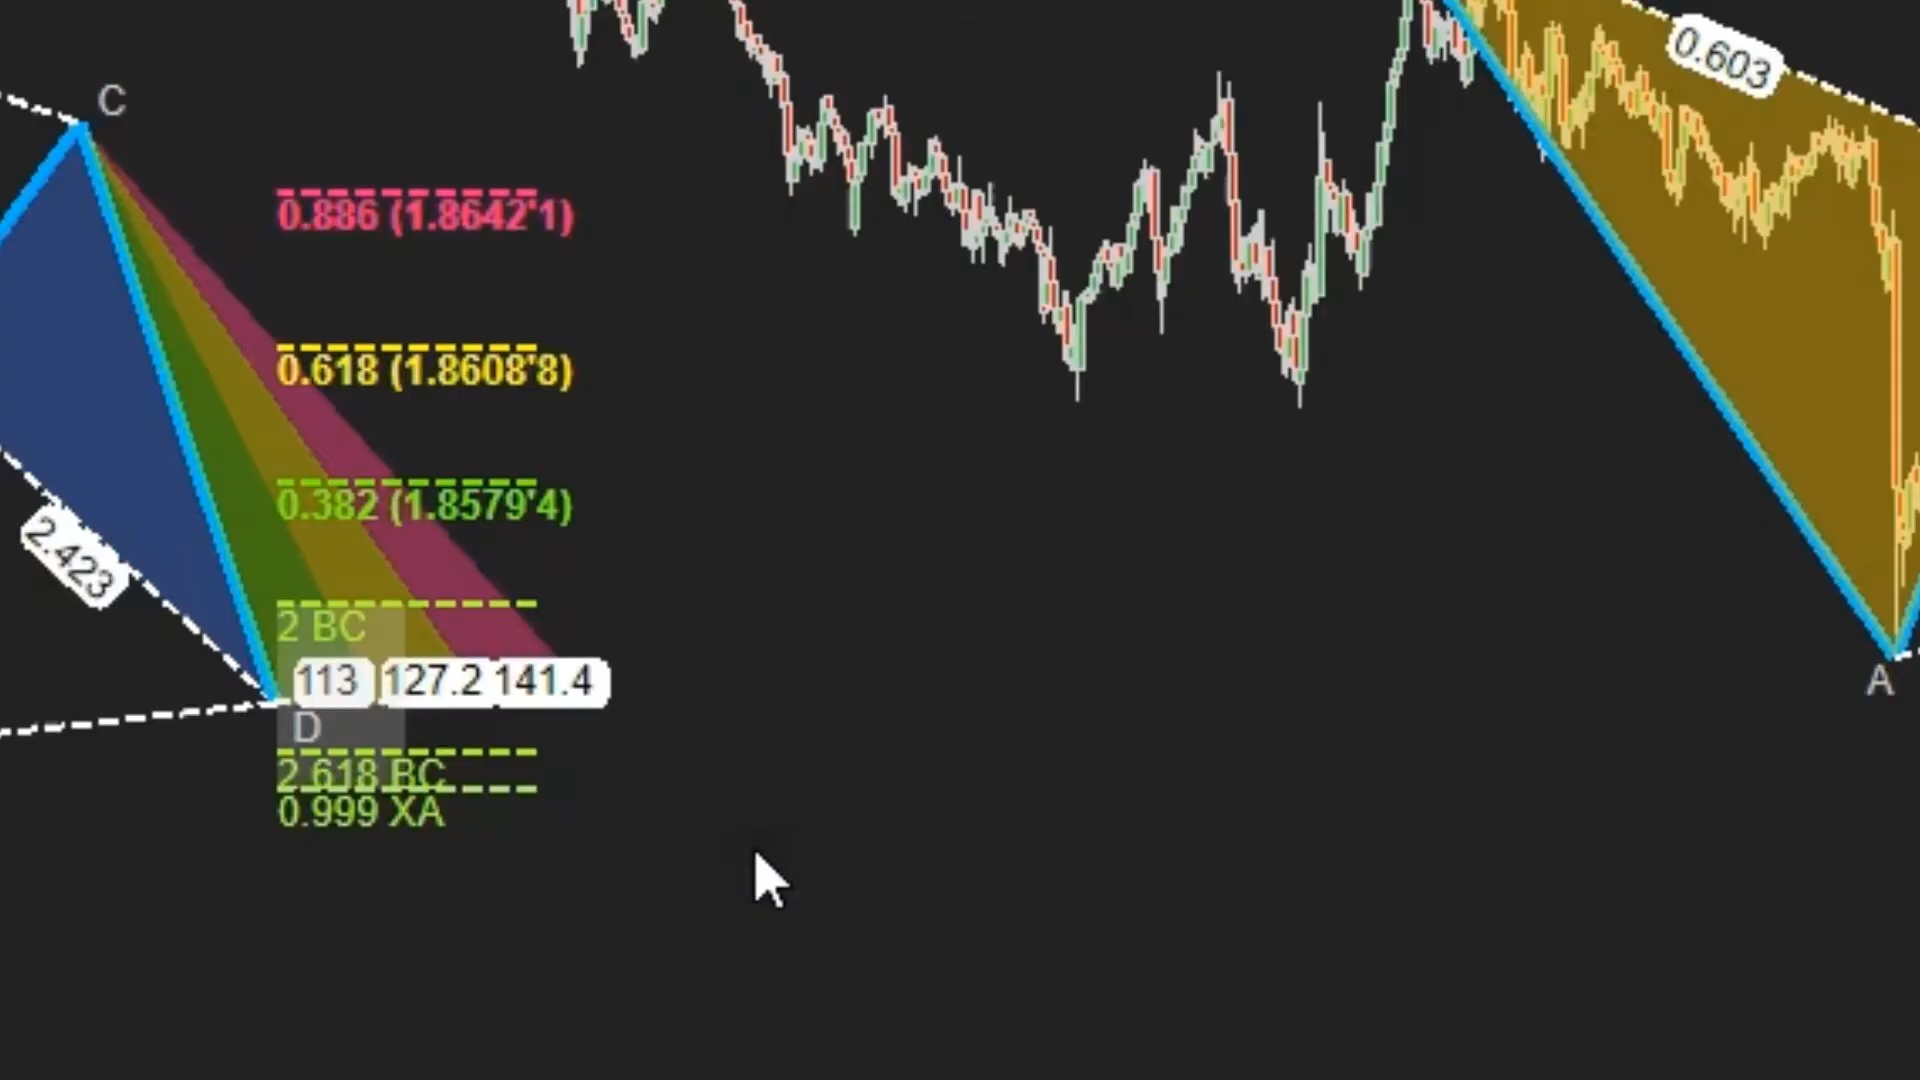 0.603
C
0.886 (1.8642'1)
0.618 (1.8608'8)
0.382 (1.8579'4)
2.423
2 BC
113 127.2 141.4
A
D
2.618 BC
0.999 XA